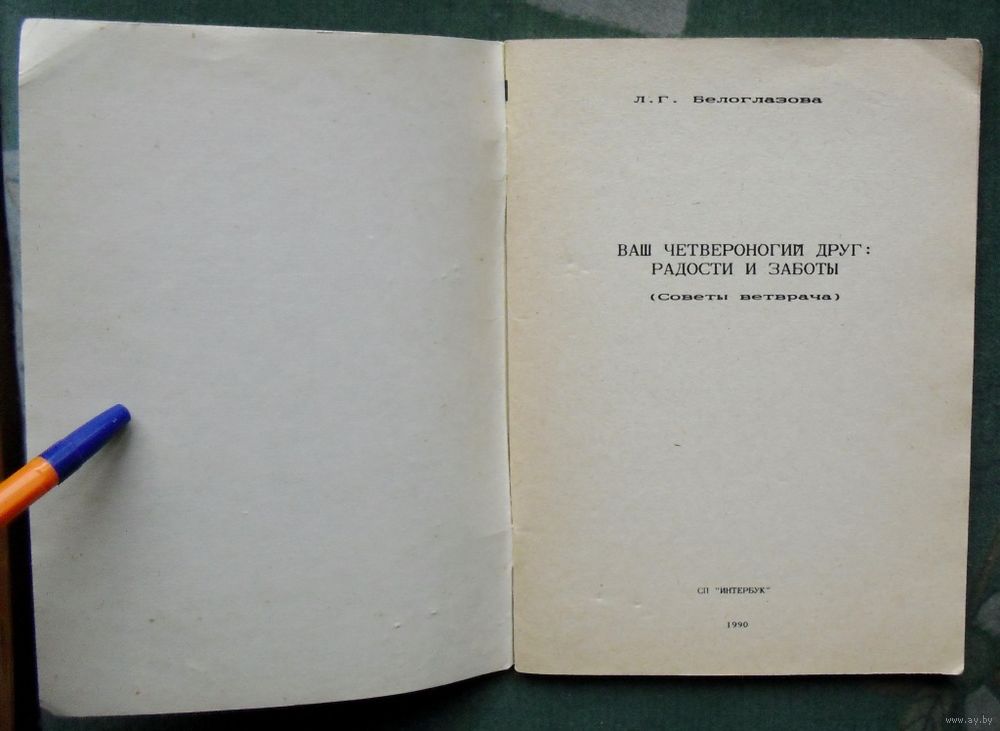 Л.Г. Белоглазова
ВАШ ЧЕТВЕРОНОГИЙ ДРУГ:
РАДОСТИ И ЗАБОТЫ
(Советы ветврача)
СП "ИНТЕРБУК"
1990
www.ay.by